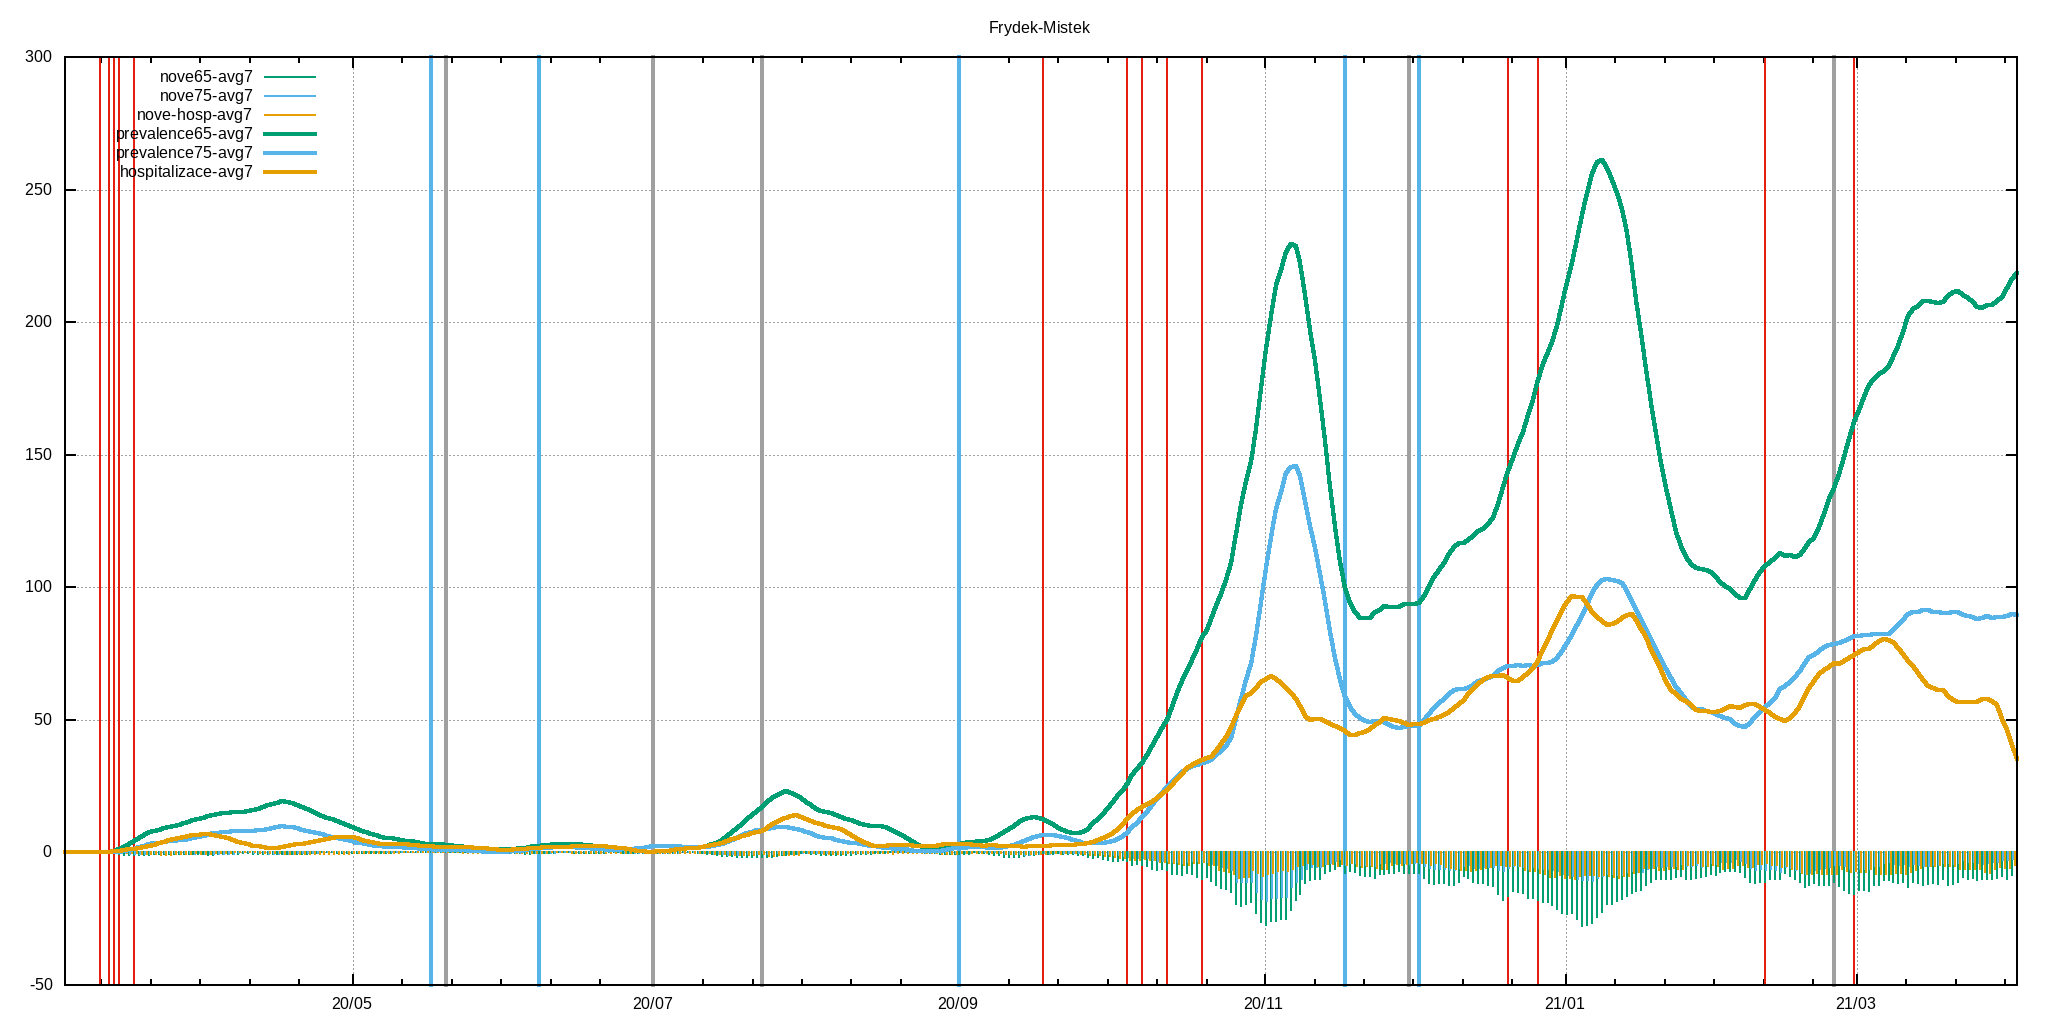 Frydek-Mistek
300
250
200
150
100
50
0
-50
nove65-avg7
nove75-avg7
nove-hosp-avg7
prevalence65-avg7
prevalence75-avg7
hospitalizace-avg7
20/05
20/07
20/09
20/11
21/01
21/03